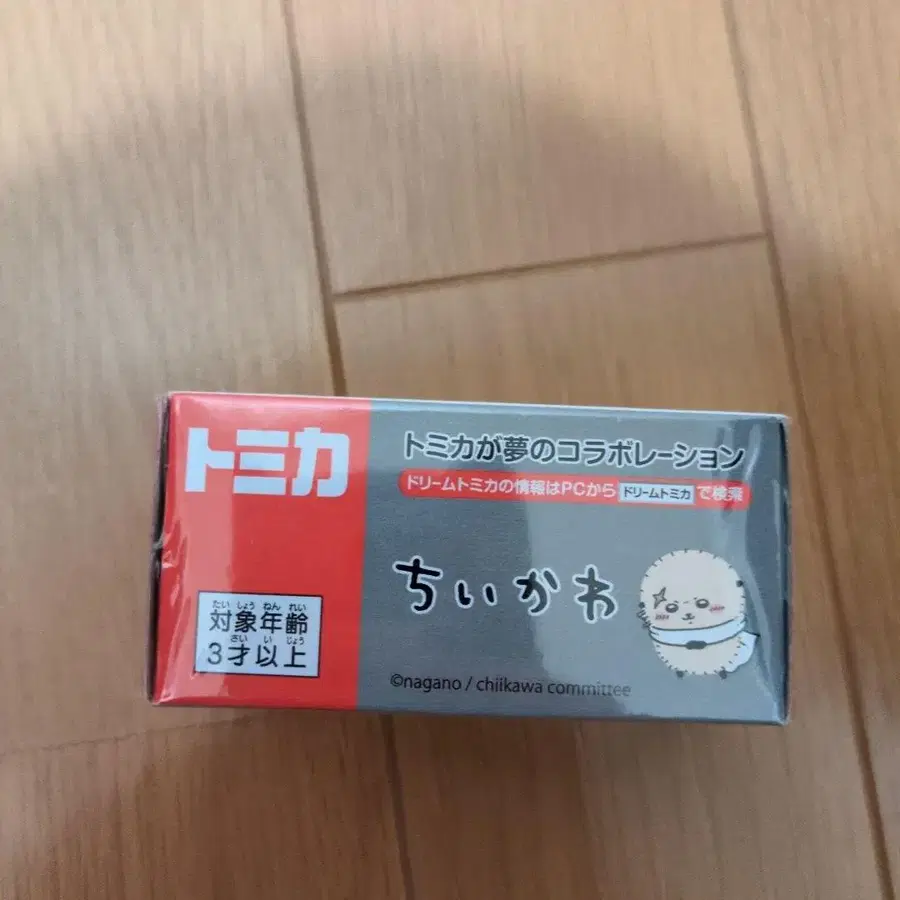 トミカ
トミカが夢のコラボレーション
ドリームトミカの情報はPCから ドリームトミカ で検索
ちいかわ
たい しょう ねん れい
対象年齢
さい い じょう
3才以上
©nagano / chiikawa committee